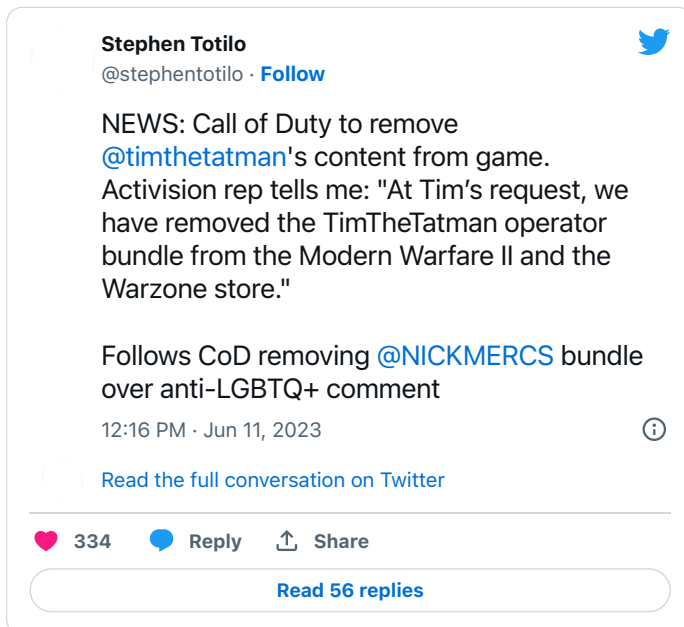 Stephen Totilo
@stephentotilo · Follow
NEWS: Call of Duty to remove
@timthetatman's content from game.
Activision rep tells me: "At Tim’s request, we
have removed the TimTheTatman operator
bundle from the Modern Warfare II and the
Warzone store."
Follows CoD removing @NICKMERCS bundle
over anti-LGBTQ+ comment
12:16 PM · Jun 11, 2023
Read the full conversation on Twitter
334 Reply Share
Read 56 replies